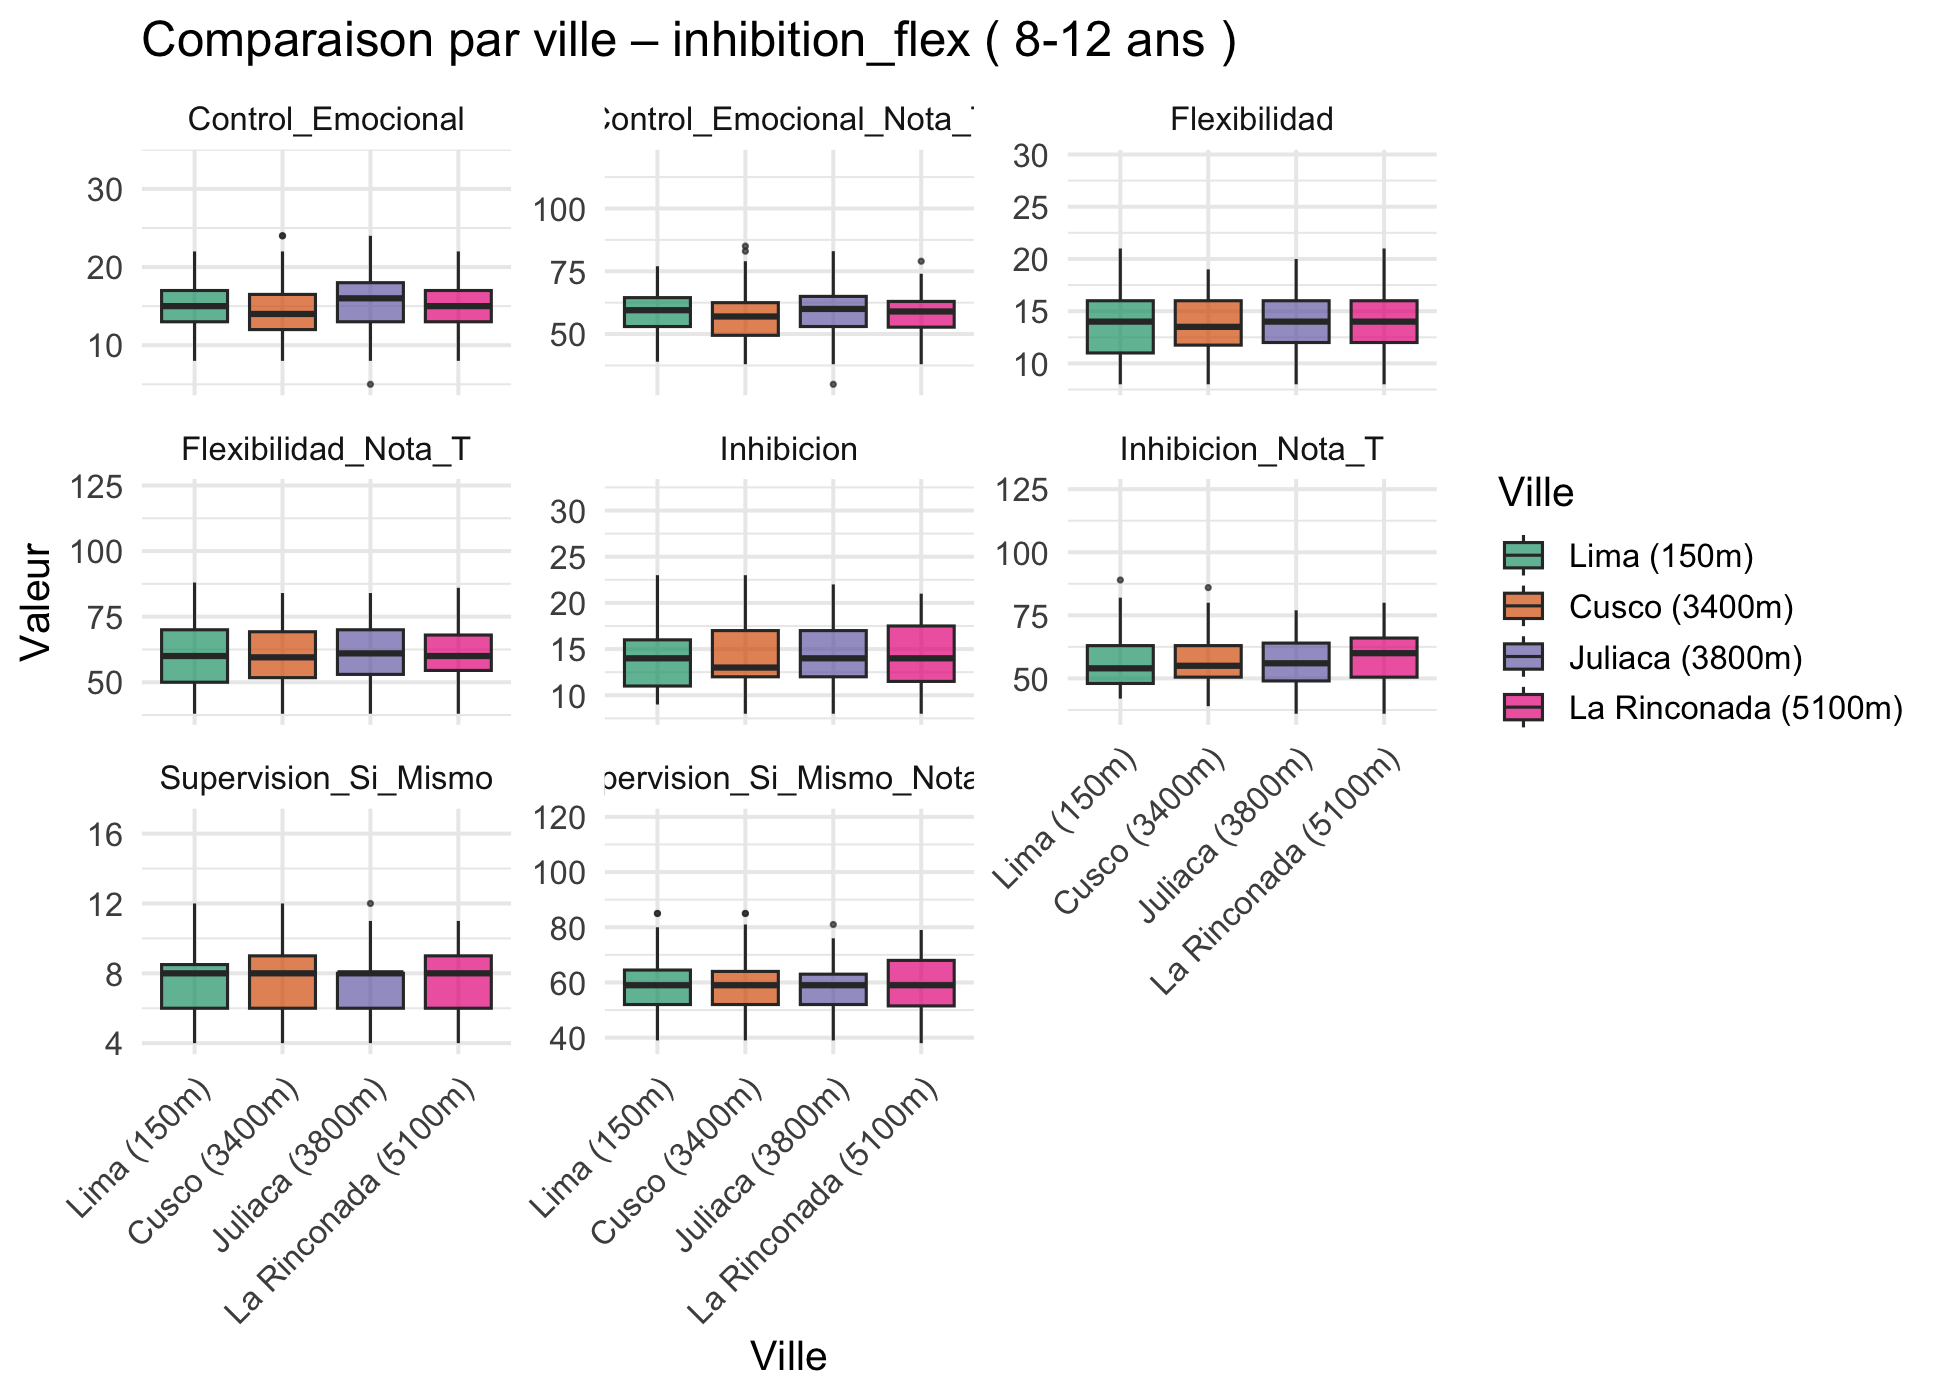 Comparaison par ville – inhibition_flex ( 8-12 ans )
Control_Emocional
30
20
10
Control_Emocional_Nota_T
100
75
50
Flexibilidad
30
25
20
15
10
Flexibilidad_Nota_T
125
100
75
50
Inhibicion
30
25
20
15
10
Inhibicion_Nota_T
125
100
75
50
Lima (150m)
Cusco (3400m)
Juliaca (3800m)
La Rinconada (5100m)
Supervision_Si_Mismo
16
12
8
4
Lima (150m)
Cusco (3400m)
Juliaca (3800m)
La Rinconada (5100m)
pervision_Si_Mismo_Nota
120
100
80
60
40
Lima (150m)
Cusco (3400m)
Juliaca (3800m)
La Rinconada (5100m)
Valeur
Ville
Ville
Lima (150m)
Cusco (3400m)
Juliaca (3800m)
La Rinconada (5100m)